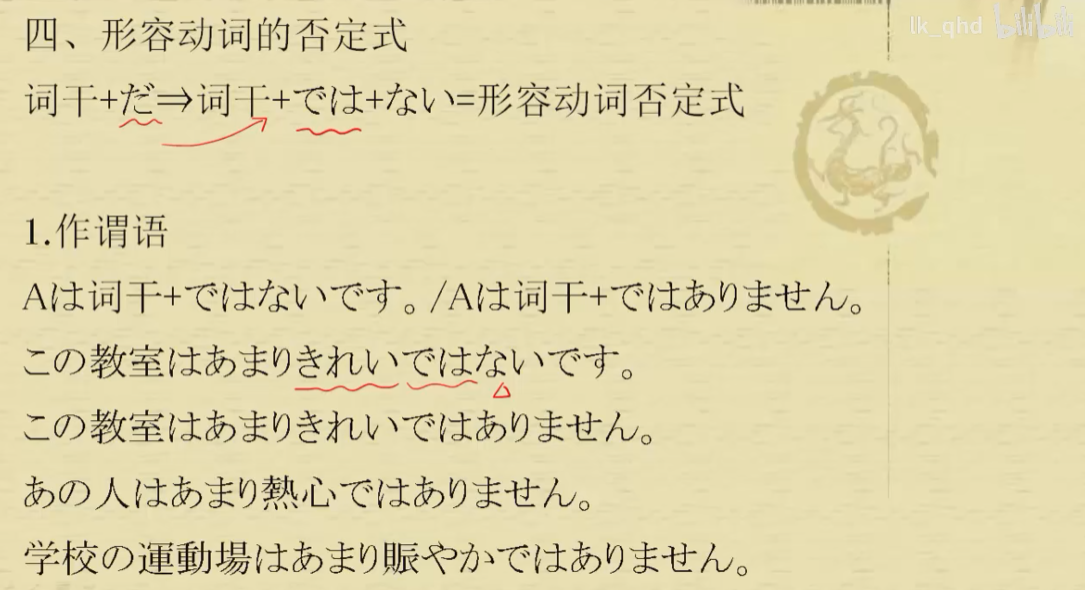 lk_qhd bilibili
四、形容动词的否定式
词干+だ⇒词干+では+ない=形容动词否定式
1.作谓语
Aは词干+ではないです。/Aは词干+ではありません。
この教室はあまりきれいではないです。
この教室はあまりきれいではありません。
あの人はあまり熱心ではありません。
学校の運動場はあまり賑やかではありません。